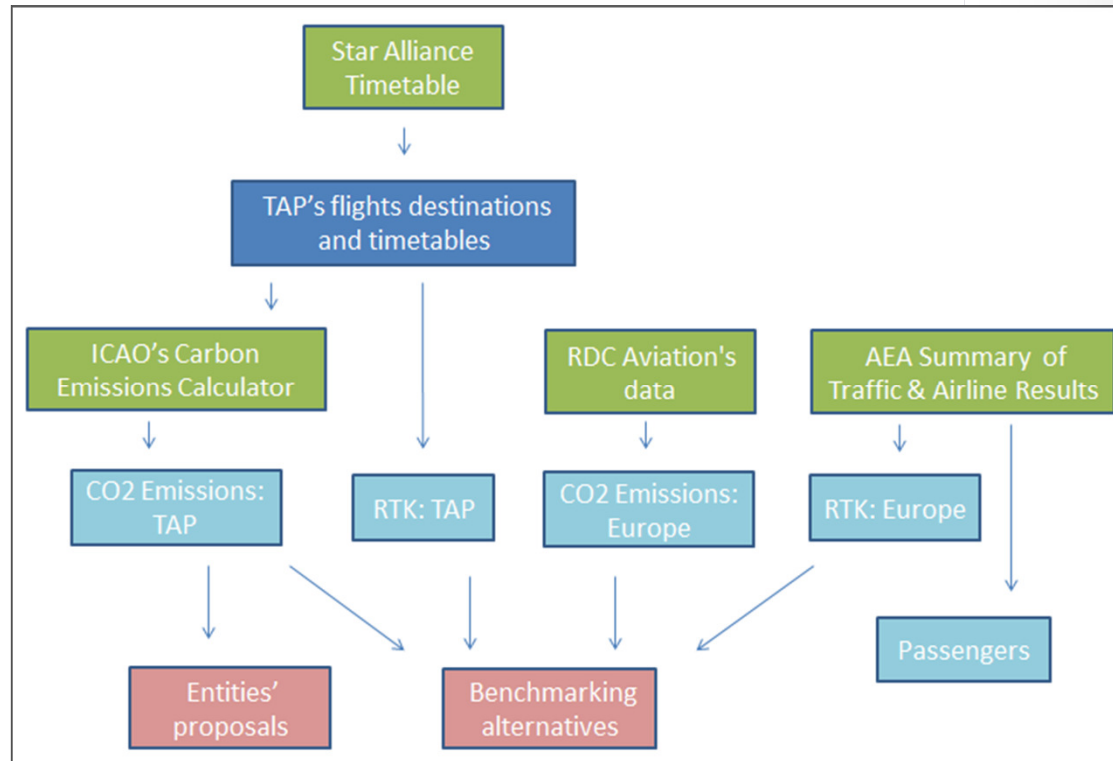 Star Alliance
Timetable
TAP's flights destinations
and timetables
ICAO's Carbon
Emissions Calculator
RDC Aviation's
data
AEA Summary of
Traffic & Airline Results
CO2 Emissions:
TAP
RTK: TAP
CO2 Emissions:
Europe
RTK: Europe
Passengers
Entities'
proposals
Benchmarking
alternatives